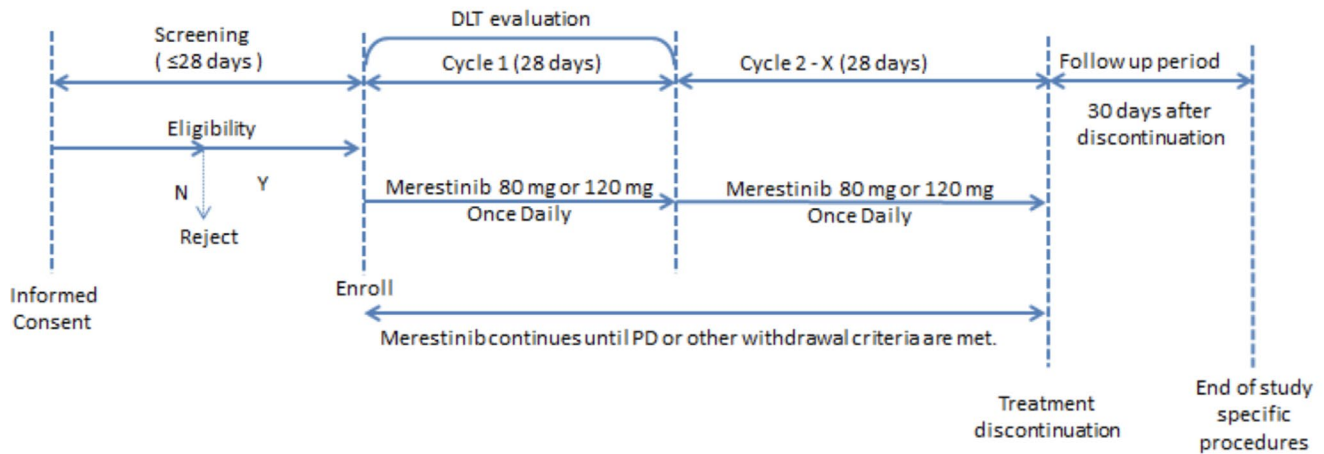 DLT evaluation
Screening
( ≤28 days )
Cycle 1 (28 days)
Cycle 2 - X (28 days)
Follow up period
30 days after
discontinuation
Eligibility
N
Y
Reject
Merestinib 80 mg or 120 mg
Once Daily
Merestinib 80 mg or 120 mg
Once Daily
Informed
Consent
Enroll
Merestinib continues until PD or other withdrawal criteria are met.
Treatment
discontinuation
End of study
specific
procedures